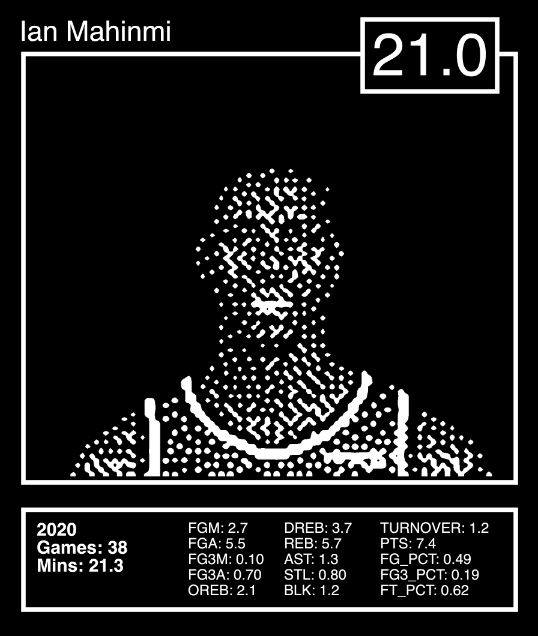 Ian Mahinmi
21.0
2020
Games: 38
Mins: 21.3
FGM: 2.7
FGA: 5.5
FG3M: 0.10
FG3A: 0.70
OREB: 2.1
DREB: 3.7
REB: 5.7
AST: 1.3
STL: 0.80
BLK: 1.2
TURNOVER: 1.2
PTS: 7.4
FG_PCT: 0.49
FG3_PCT: 0.19
FT_PCT: 0.62